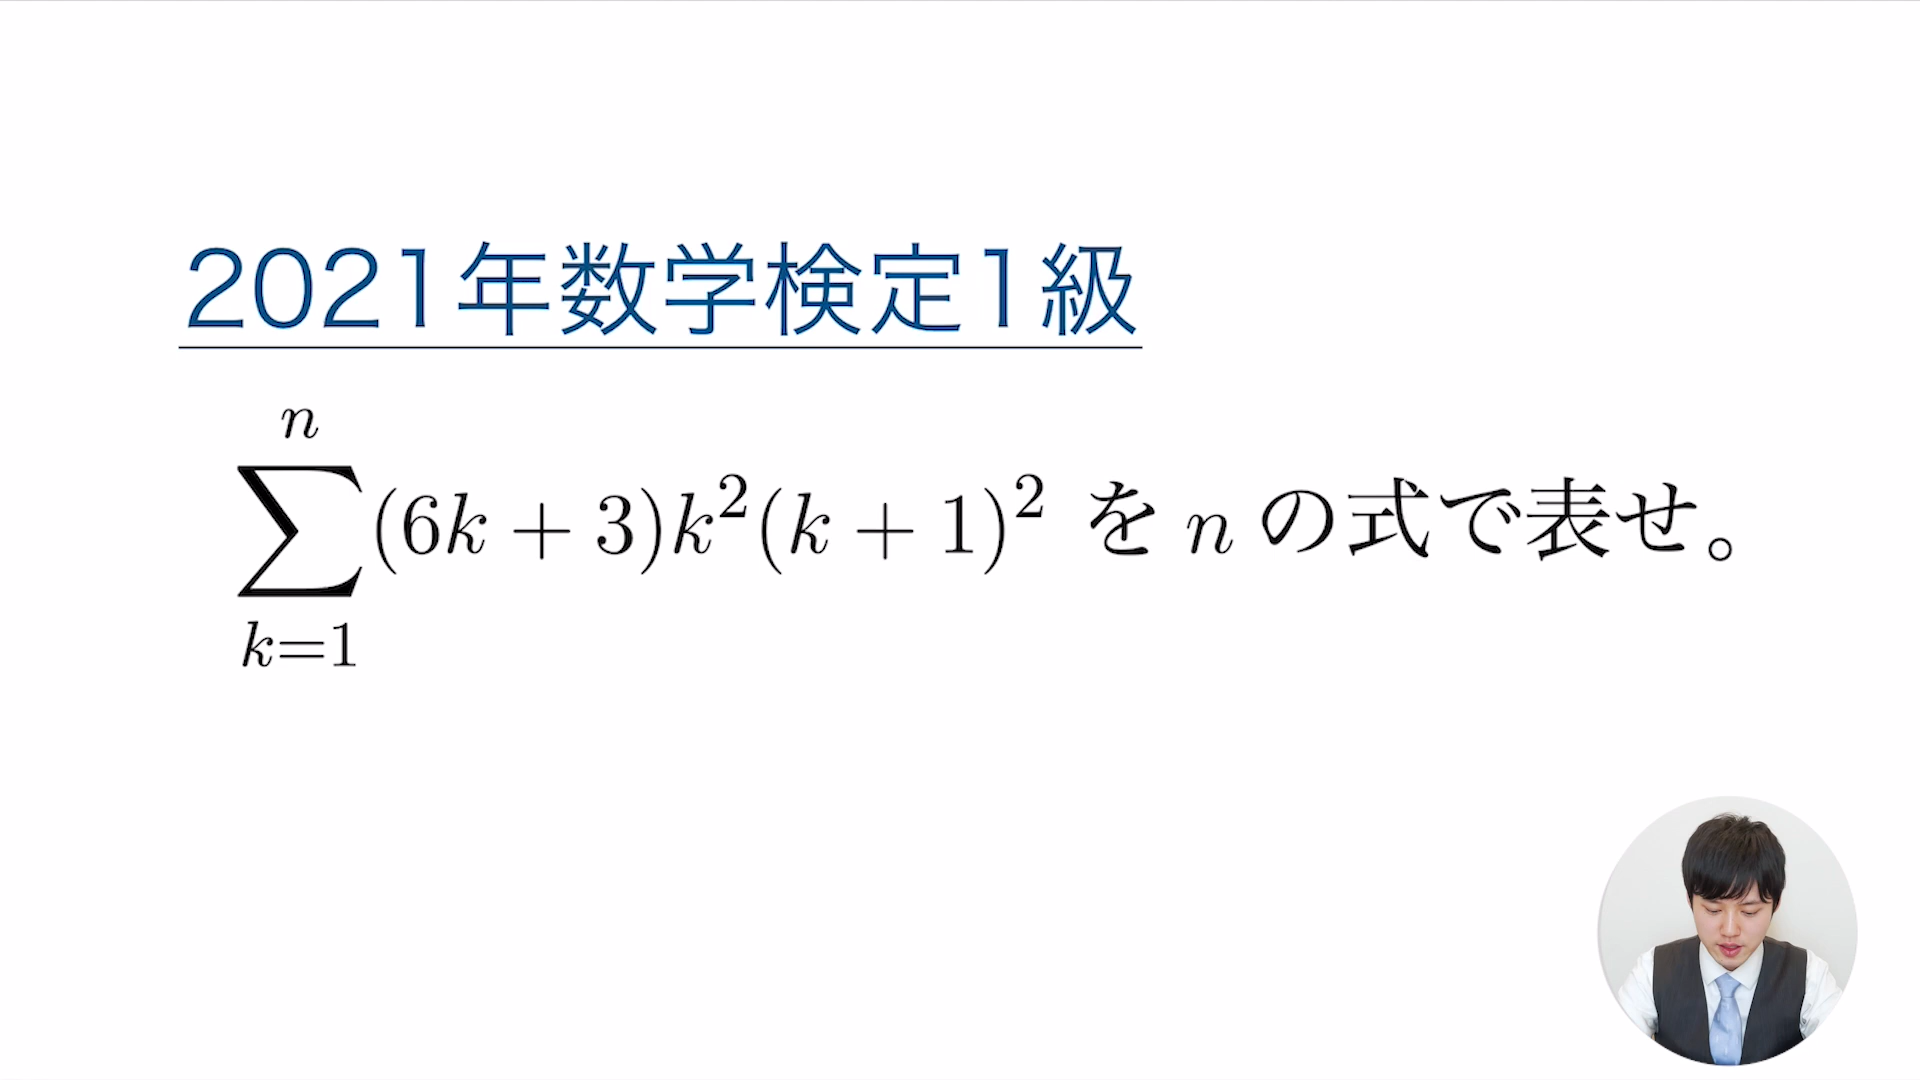 2021年数学検定1級
n
∑(6k + 3)k²(k + 1)² を n の式で表せ。
k=1